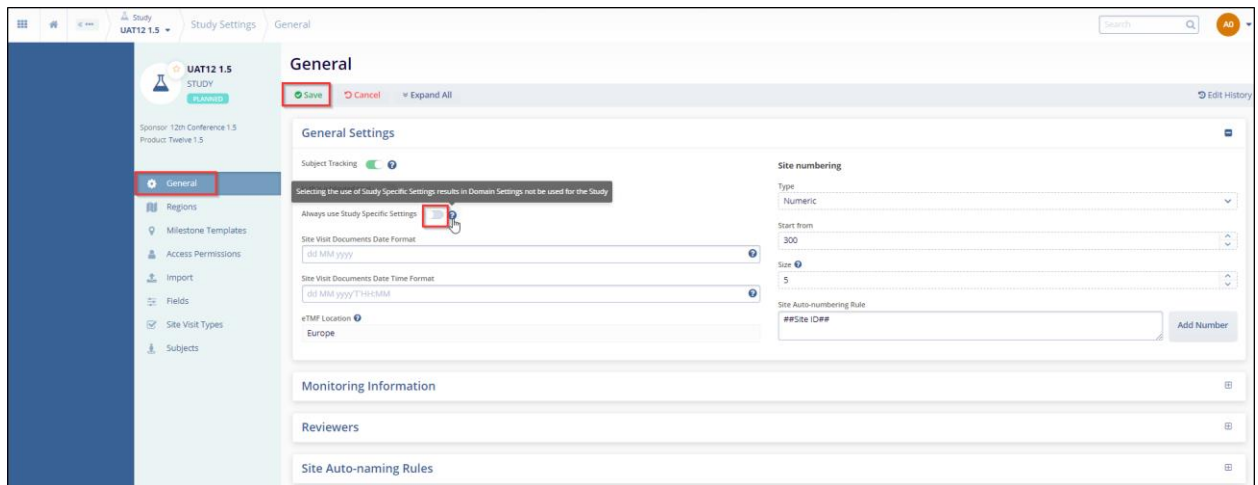 Study
UAT12 1.5
Study Settings
General
Search
AO
UAT12 1.5
STUDY
PLANNED
Sponsor 12th Conference 1.5
Product Twelve 1.5
General
Regions
Milestone Templates
Access Permissions
Import
Fields
Site Visit Types
Subjects
General
Save
Cancel
Expand All
Edit History
General Settings
Subject Tracking
Selecting the use of Study Specific Settings results in Domain Settings not be used for the Study
Always use Study Specific Settings
Site Visit Documents Date Format
dd MM yyyy
Site Visit Documents Date Time Format
dd MM yyyy'T'HH:MM
eTMF Location
Europe
Site numbering
Type
Numeric
Start from
300
Size
5
Site Auto-numbering Rule
##Site ID##
Add Number
Monitoring Information
Reviewers
Site Auto-naming Rules